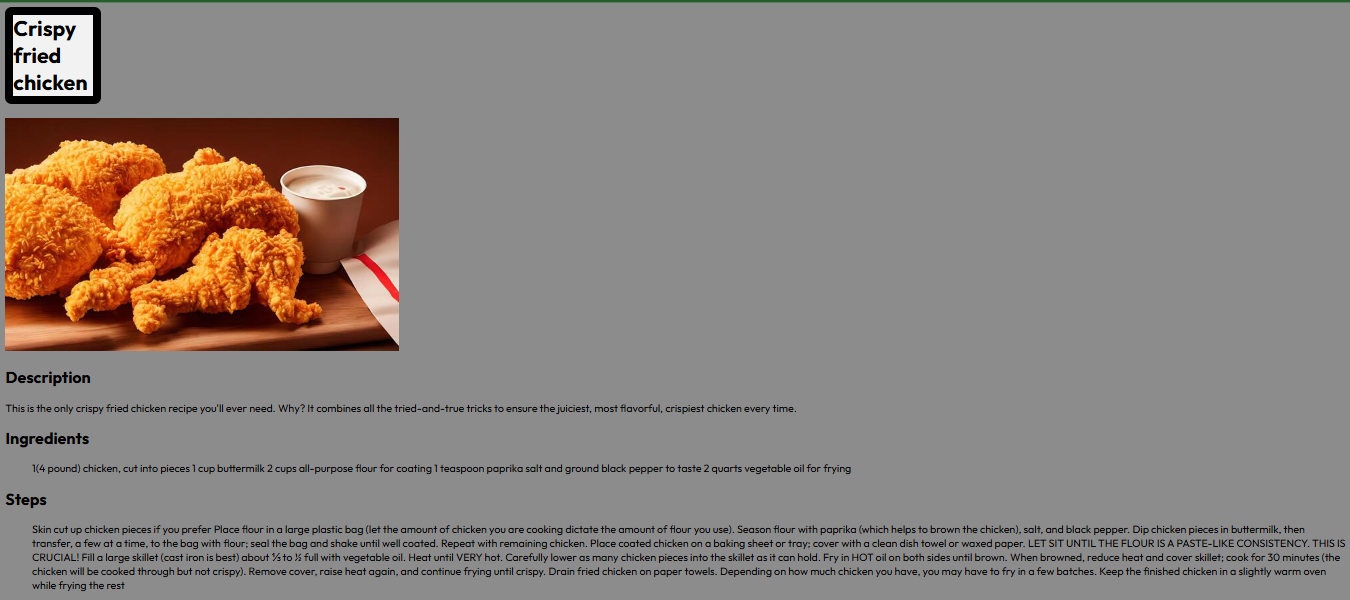 Crispy
fried
chicken
Description
This is the only crispy fried chicken recipe you'll ever need. Why? It combines all the tried-and-true tricks to ensure the juiciest, most flavorful, crispiest chicken every time.
Ingredients
1(4 pound) chicken, cut into pieces 1 cup buttermilk 2 cups all-purpose flour for coating 1 teaspoon paprika salt and ground black pepper to taste 2 quarts vegetable oil for frying
Steps
Skin cut up chicken pieces if you prefer Place flour in a large plastic bag (let the amount of chicken you are cooking dictate the amount of flour you use). Season flour with paprika (which helps to brown the chicken), salt, and black pepper. Dip chicken pieces in buttermilk, then
transfer, a few at a time, to the bag with flour; seal the bag and shake until well coated. Repeat with remaining chicken. Place coated chicken on a baking sheet or tray; cover with a clean dish towel or waxed paper. LET SIT UNTIL THE FLOUR IS A PASTE-LIKE CONSISTENCY. THIS IS
CRUCIAL! Fill a large skillet (cast iron is best) about ⅓ to ½ full with vegetable oil. Heat until VERY hot. Carefully lower as many chicken pieces into the skillet as it can hold. Fry in HOT oil on both sides until brown. When browned, reduce heat and cover skillet; cook for 30 minutes (the
chicken will be cooked through but not crispy). Remove cover, raise heat again, and continue frying until crispy. Drain fried chicken on paper towels. Depending on how much chicken you have, you may have to fry in a few batches. Keep the finished chicken in a slightly warm oven
while frying the rest